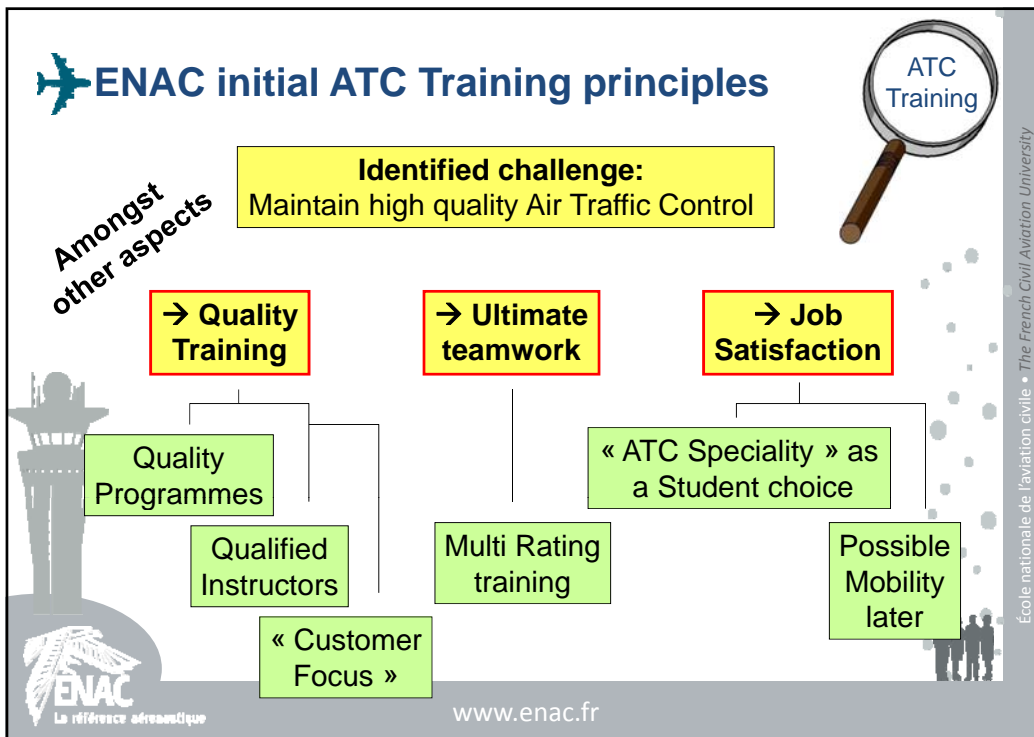 ENAC initial ATC Training principles
ATC
Training
Identified challenge:
Maintain high quality Air Traffic Control
Amongst
other aspects
→ Quality
Training
→ Ultimate
teamwork
→ Job
Satisfaction
Quality
Programmes
Qualified
Instructors
« Customer
Focus »
Multi Rating
training
« ATC Speciality » as
a Student choice
Possible
Mobility
later
École nationale de l'aviation civile • The French Civil Aviation University
ENAC
La référence aéronautique
www.enac.fr